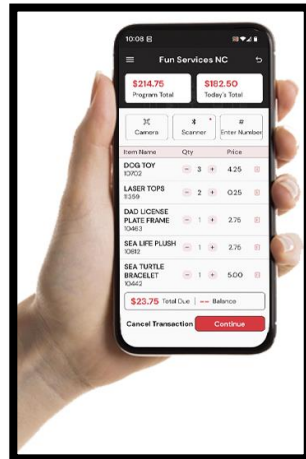 10:08
Fun Services NC
$214.75 $182.50
Program Total Today's Total
Camera Scanner # Enter Number
Item Name Qty Price
DOG TOY - 3 + 4.25
10702
LASER TOPS - 2 + 0.25
11359
DAD LICENSE
PLATE FRAME - 1 + 2.75
10463
SEA LIFE PLUSH - 1 + 2.75
10612
SEA TURTLE
BRACELET - 1 + 5.00
10442
$23.75 Total Due | -- Balance
Cancel Transaction Continue